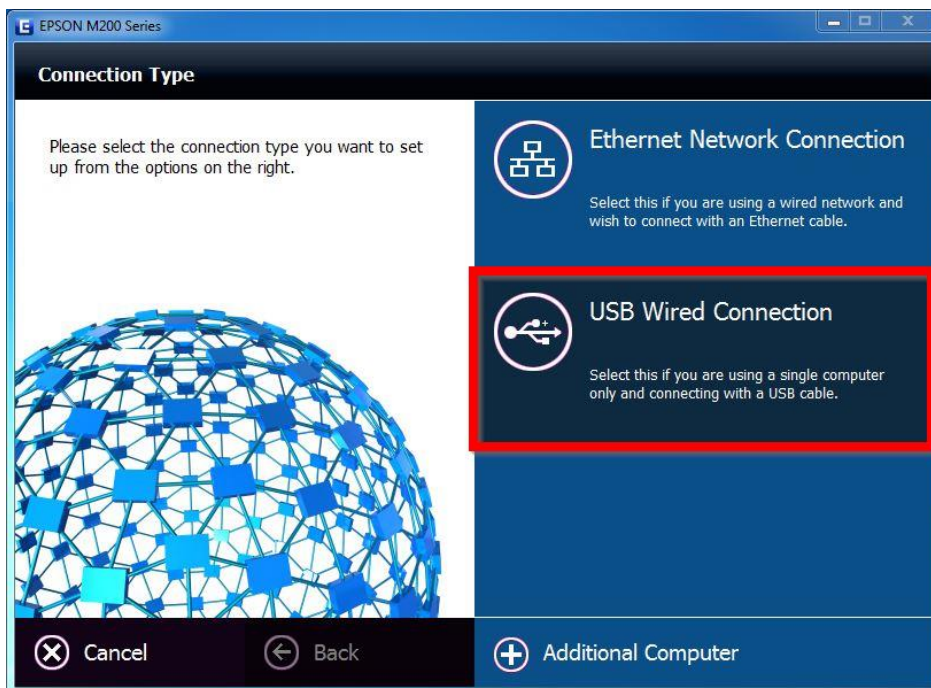 EPSON M200 Series
Connection Type
Please select the connection type you want to set
up from the options on the right.
Ethernet Network Connection
Select this if you are using a wired network and
wish to connect with an Ethernet cable.
USB Wired Connection
Select this if you are using a single computer
only and connecting with a USB cable.
Cancel
Back
Additional Computer